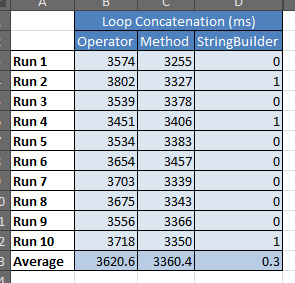 A B C D
Loop Concatenation (ms)
Operator Method StringBuilder
Run 1 3574 3255 0
Run 2 3802 3327 1
Run 3 3539 3378 0
Run 4 3451 3406 1
Run 5 3534 3383 0
Run 6 3654 3457 0
Run 7 3703 3339 0
Run 8 3675 3343 0
Run 9 3556 3366 0
Run 10 3718 3350 1
Average 3620.6 3360.4 0.3